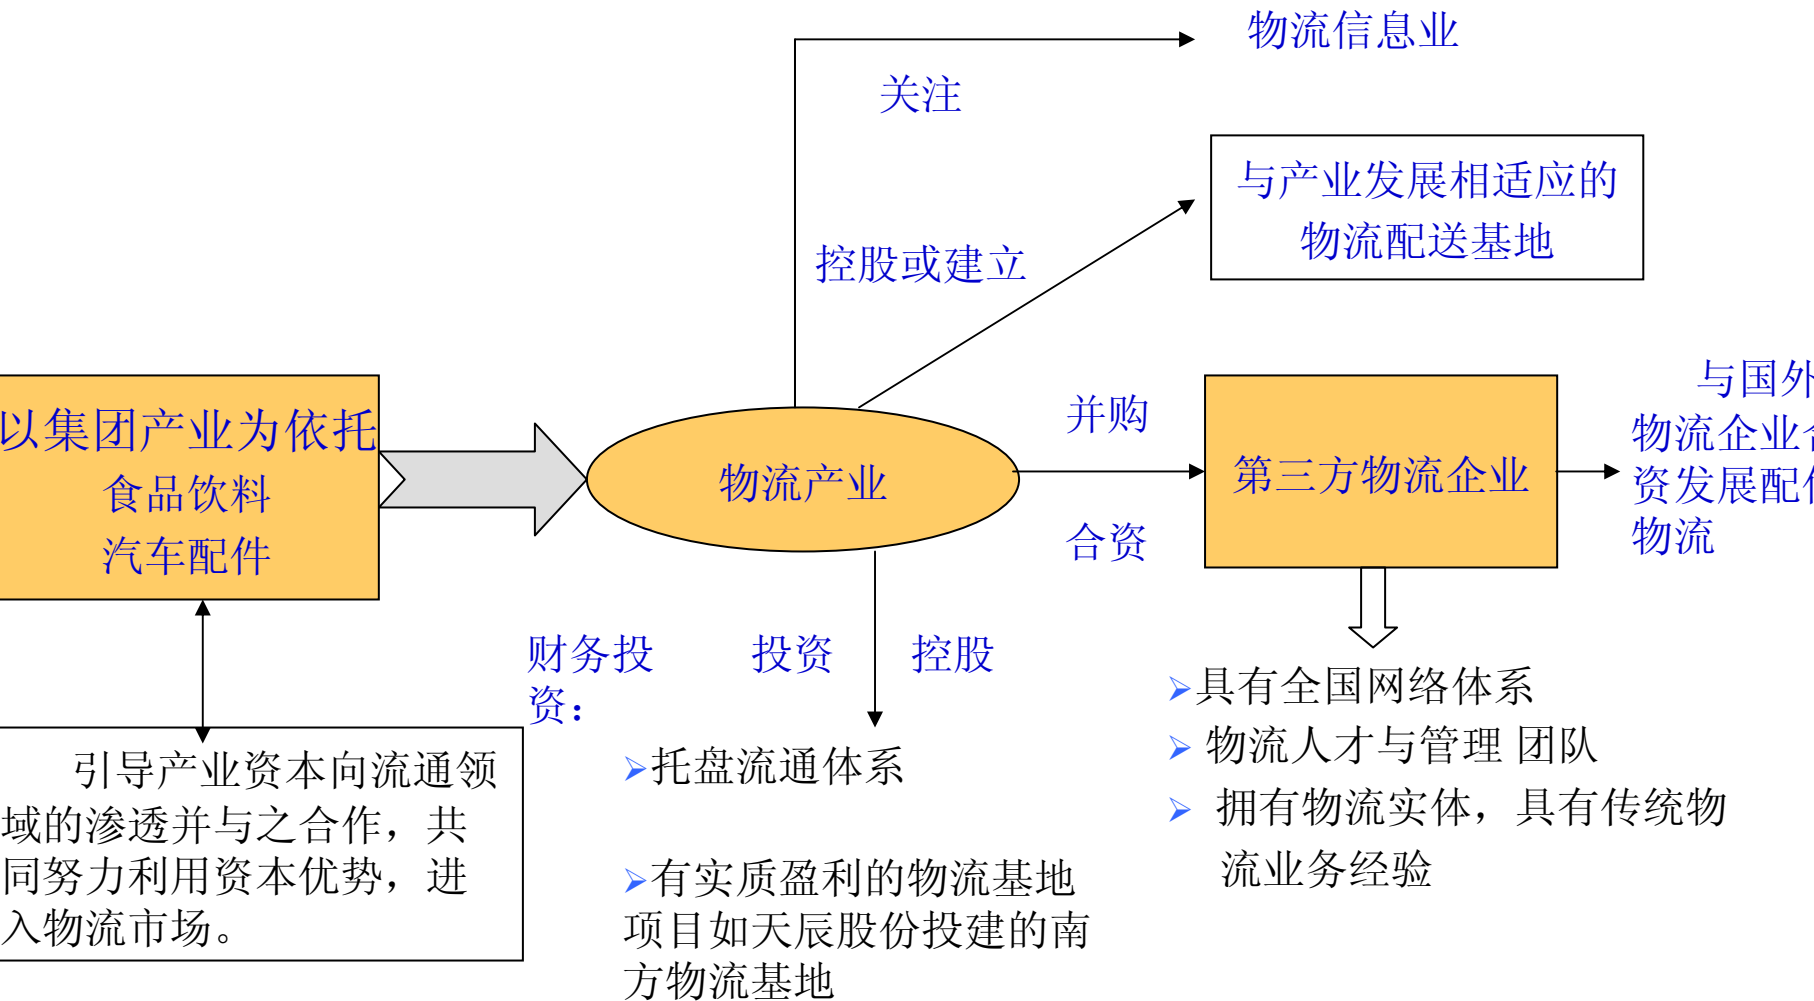 物流信息业
关注
与产业发展相适应的
物流配送基地
控股或建立
以集团产业为依托
食品饮料
汽车配件
物流产业
并购
合资
第三方物流企业
与国外
物流企业合
资发展配件
物流
财务投
资：
投资
控股
引导产业资本向流通领
域的渗透并与之合作，共
同努力利用资本优势，进
入物流市场。
➢托盘流通体系
➢有实质盈利的物流基地
项目如天辰股份投建的南
方物流基地
➢具有全国网络体系
➢ 物流人才与管理 团队
➢ 拥有物流实体，具有传统物
流业务经验